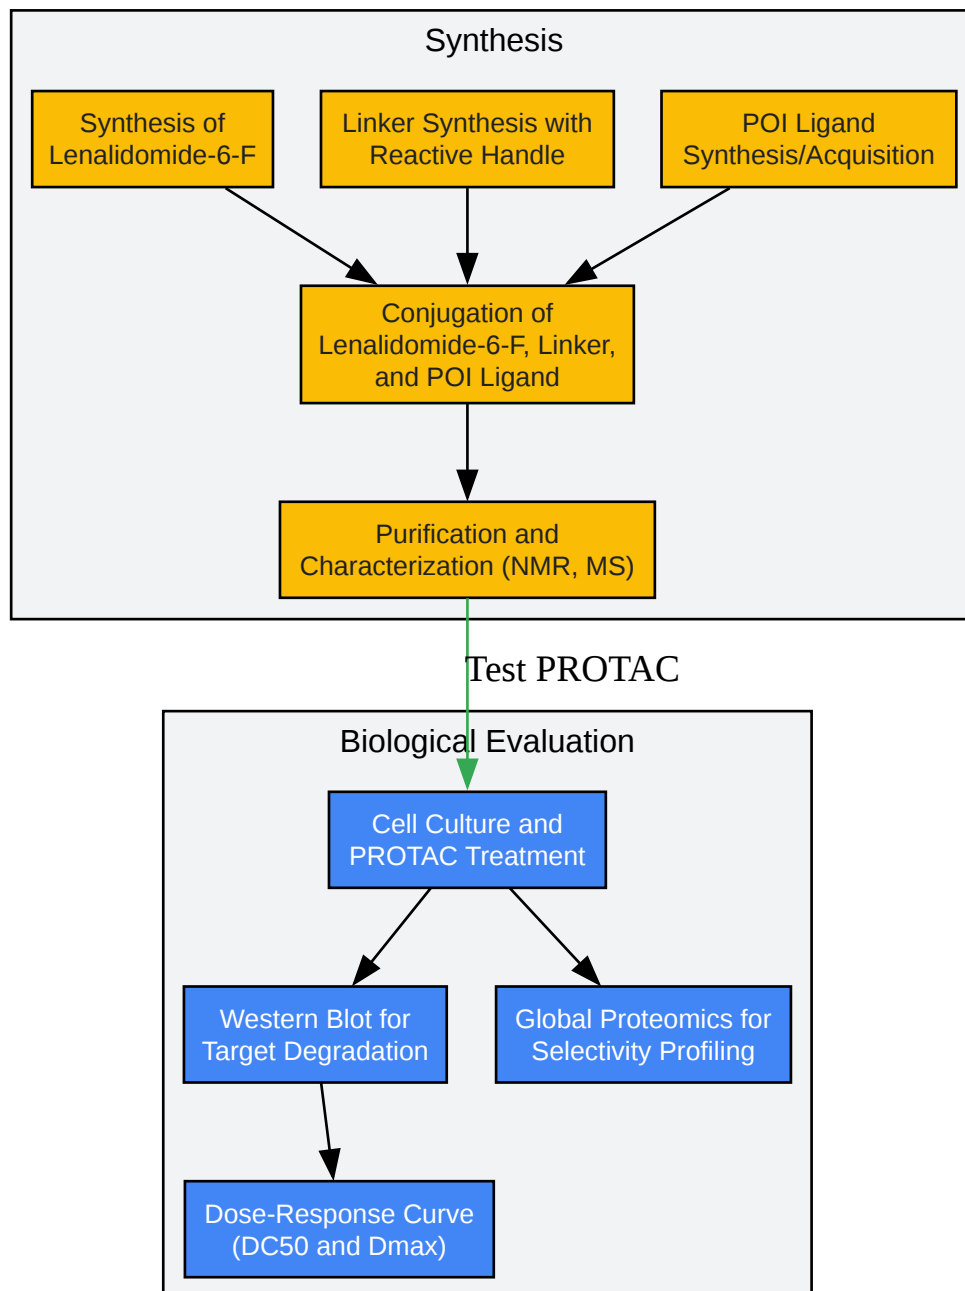 Synthesis
Synthesis of
Lenalidomide-6-F
Linker Synthesis with
Reactive Handle
POI Ligand
Synthesis/Acquisition
Conjugation of
Lenalidomide-6-F, Linker,
and POI Ligand
Purification and
Characterization (NMR, MS)
Test PROTAC
Biological Evaluation
Cell Culture and
PROTAC Treatment
Western Blot for
Target Degradation
Global Proteomics for
Selectivity Profiling
Dose-Response Curve
(DC50 and Dmax)